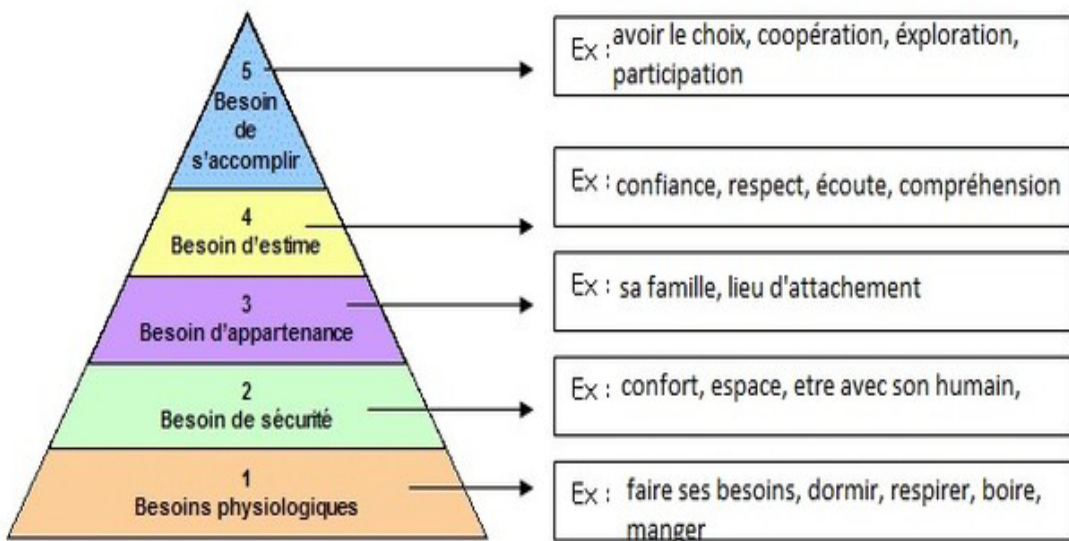 5
Besoin
de
s'accomplir
Ex : avoir le choix, coopération, éxploration,
participation
4
Besoin d'estime
Ex : confiance, respect, écoute, compréhension
3
Besoin d'appartenance
Ex : sa famille, lieu d'attachement
2
Besoin de sécurité
Ex : confort, espace, etre avec son humain,
1
Besoins physiologiques
Ex : faire ses besoins, dormir, respirer, boire,
manger